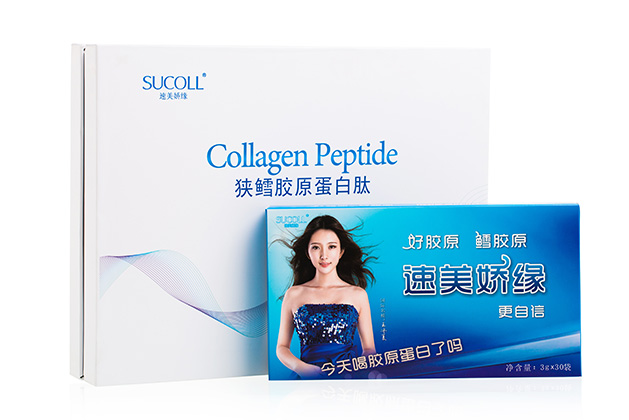 SUCOLL®
速美娇缘
Collagen Peptide
狭鳕胶原蛋白肽
SUCOLL
好胶原 鳕胶原
速美娇缘
更自信
今天喝胶原蛋白了吗
净含量：3g×30袋